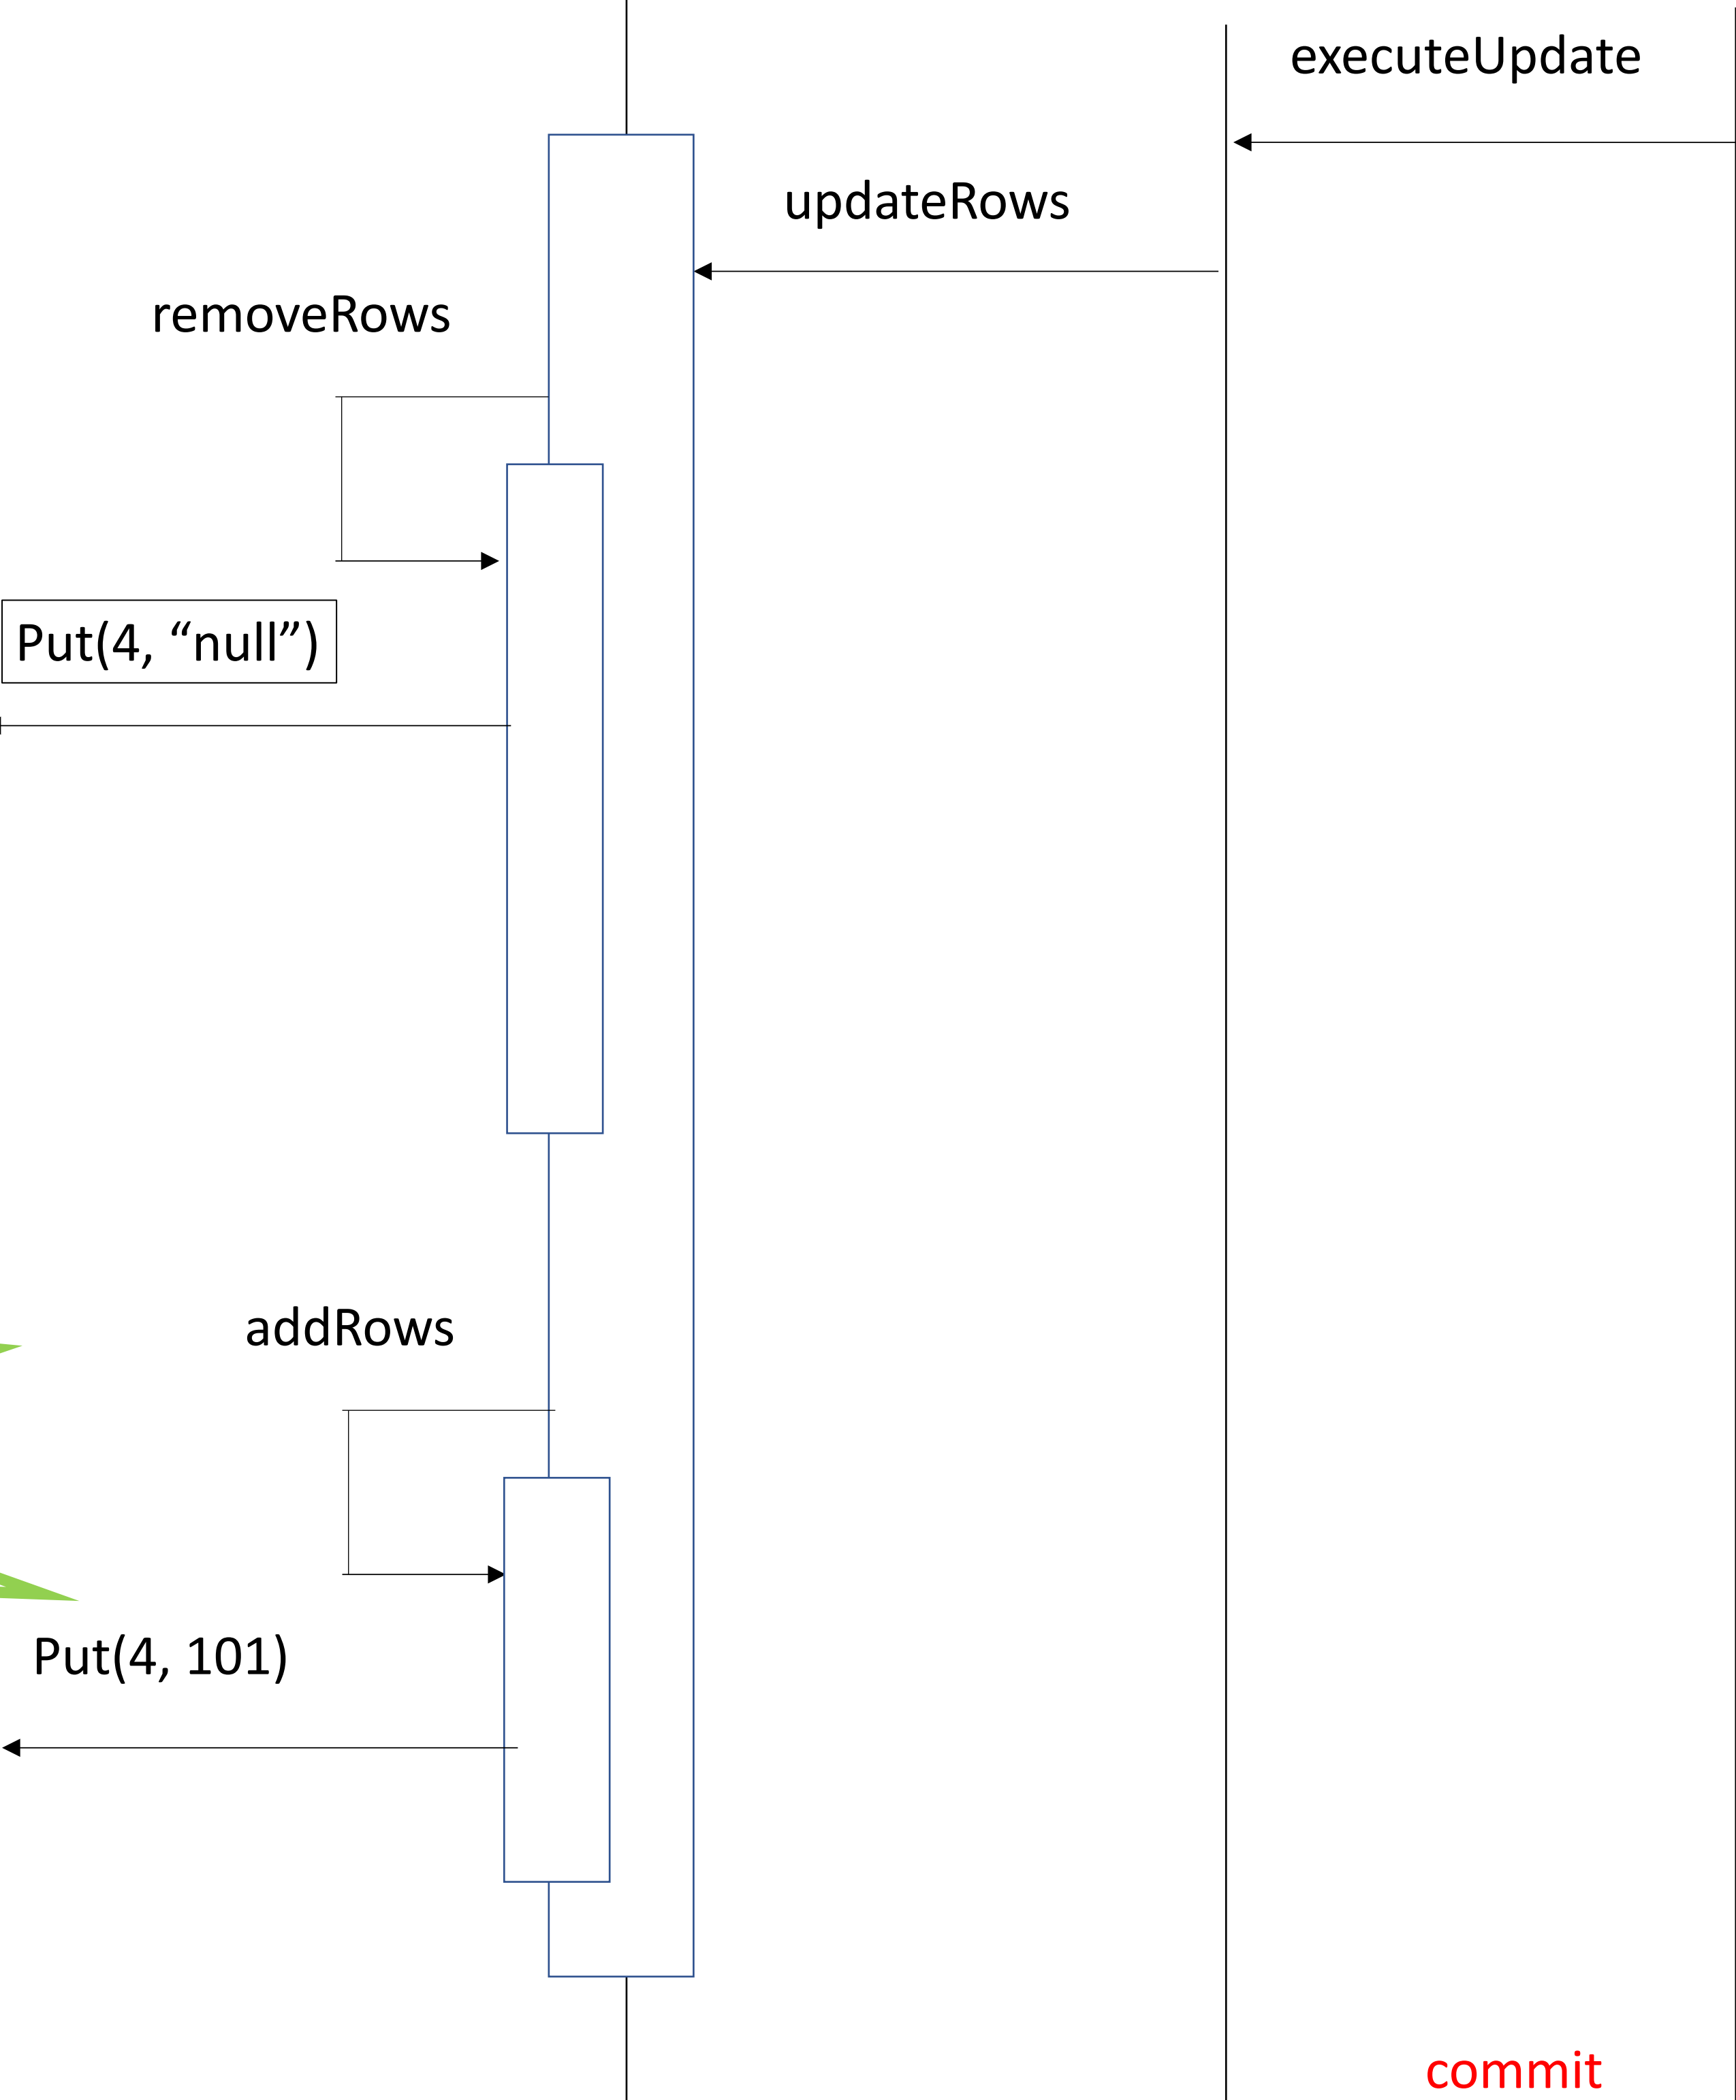 executeUpdate
updateRows
removeRows
Put(4, “null”)
addRows
Put(4, 101)
commit